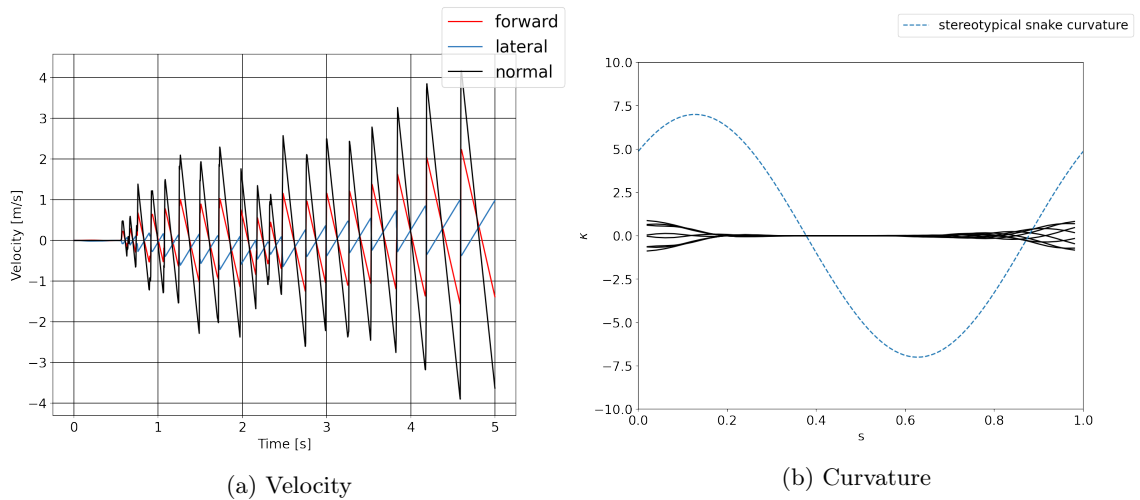 forward
lateral
normal
4
3
2
1
0
−1
−2
−3
−4
Velocity [m/s]
0 1 2 3 4 5
Time [s]
(a) Velocity
stereotypical snake curvature
10.0
7.5
5.0
2.5
0.0
−2.5
−5.0
−7.5
−10.0
κ
0.0 0.2 0.4 0.6 0.8 1.0
s
(b) Curvature